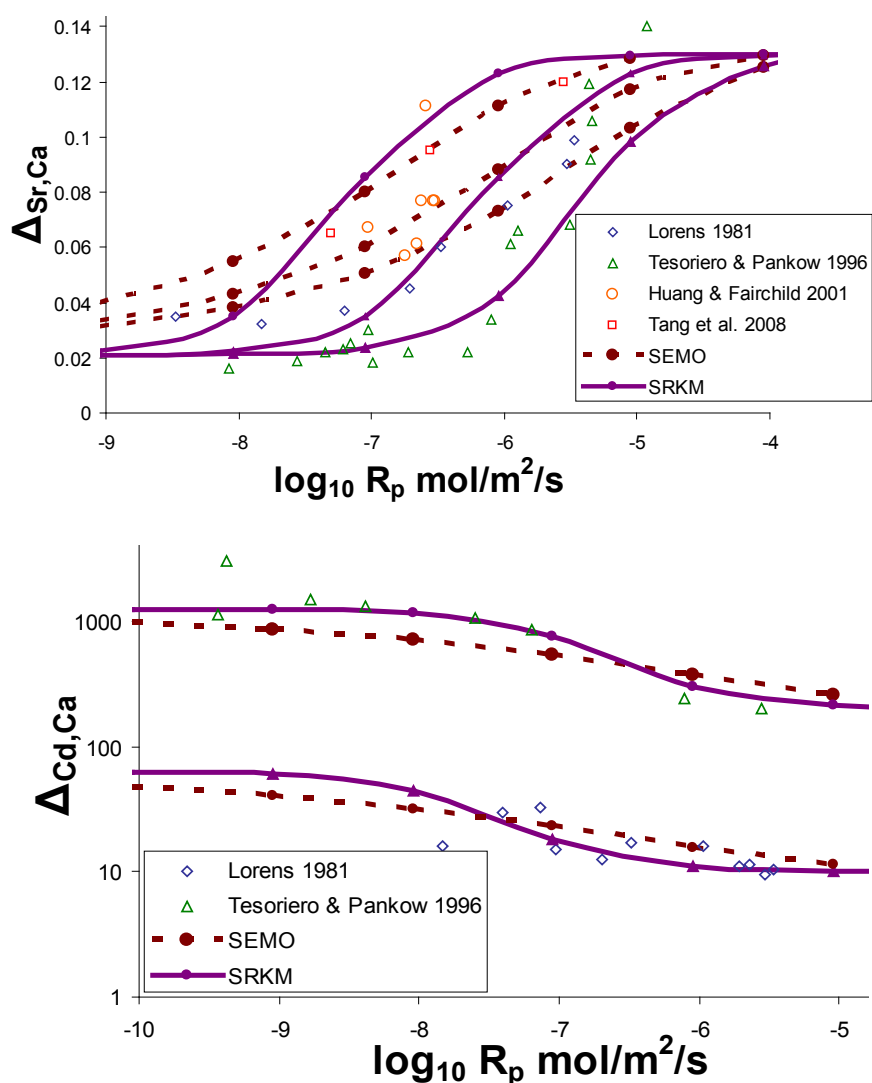 0.14
0.12
0.1
0.08
0.06
0.04
0.02
0
ΔSr,Ca
Lorens 1981
Tesoriero & Pankow 1996
Huang & Fairchild 2001
Tang et al. 2008
SEMO
SRKM
-9 -8 -7 -6 -5 -4
log10 Rp mol/m²/s
1000
100
10
1
ΔCd,Ca
Lorens 1981
Tesoriero & Pankow 1996
SEMO
SRKM
-10 -9 -8 -7 -6 -5
log10 Rp mol/m²/s